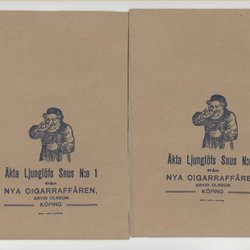 Äkta Ljunglöfs Snus N:o 1
från
NYA CIGARRAFFÄREN,
ARVID OLSSON
KÖPING
Äkta Ljunglöfs Snus N:o
från
NYA CIGARRAFFÄREN
ARVID OLSSON
KÖPING